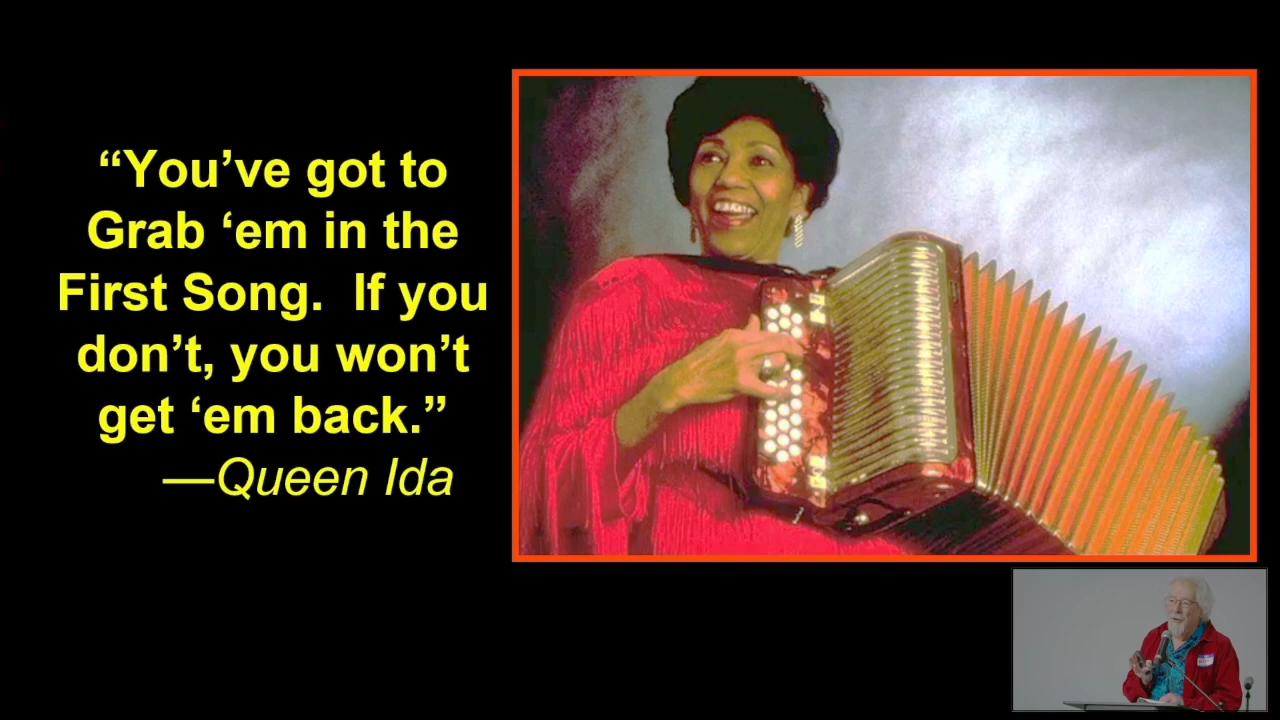 “You’ve got to
Grab ‘em in the
First Song.  If you
don’t, you won’t
get ‘em back.”
—Queen Ida